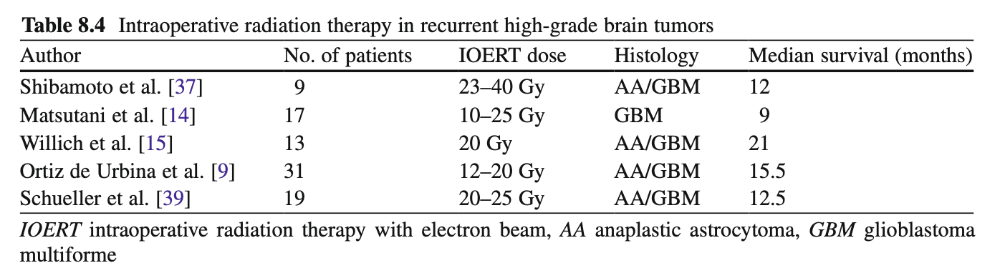 Table 8.4 Intraoperative radiation therapy in recurrent high-grade brain tumors
Author No. of patients IOERT dose Histology Median survival (months)
Shibamoto et al. [37] 9 23–40 Gy AA/GBM 12
Matsutani et al. [14] 17 10–25 Gy GBM 9
Willich et al. [15] 13 20 Gy AA/GBM 21
Ortiz de Urbina et al. [9] 31 12–20 Gy AA/GBM 15.5
Schueller et al. [39] 19 20–25 Gy AA/GBM 12.5
IOERT intraoperative radiation therapy with electron beam, AA anaplastic astrocytoma, GBM glioblastoma
multiforme